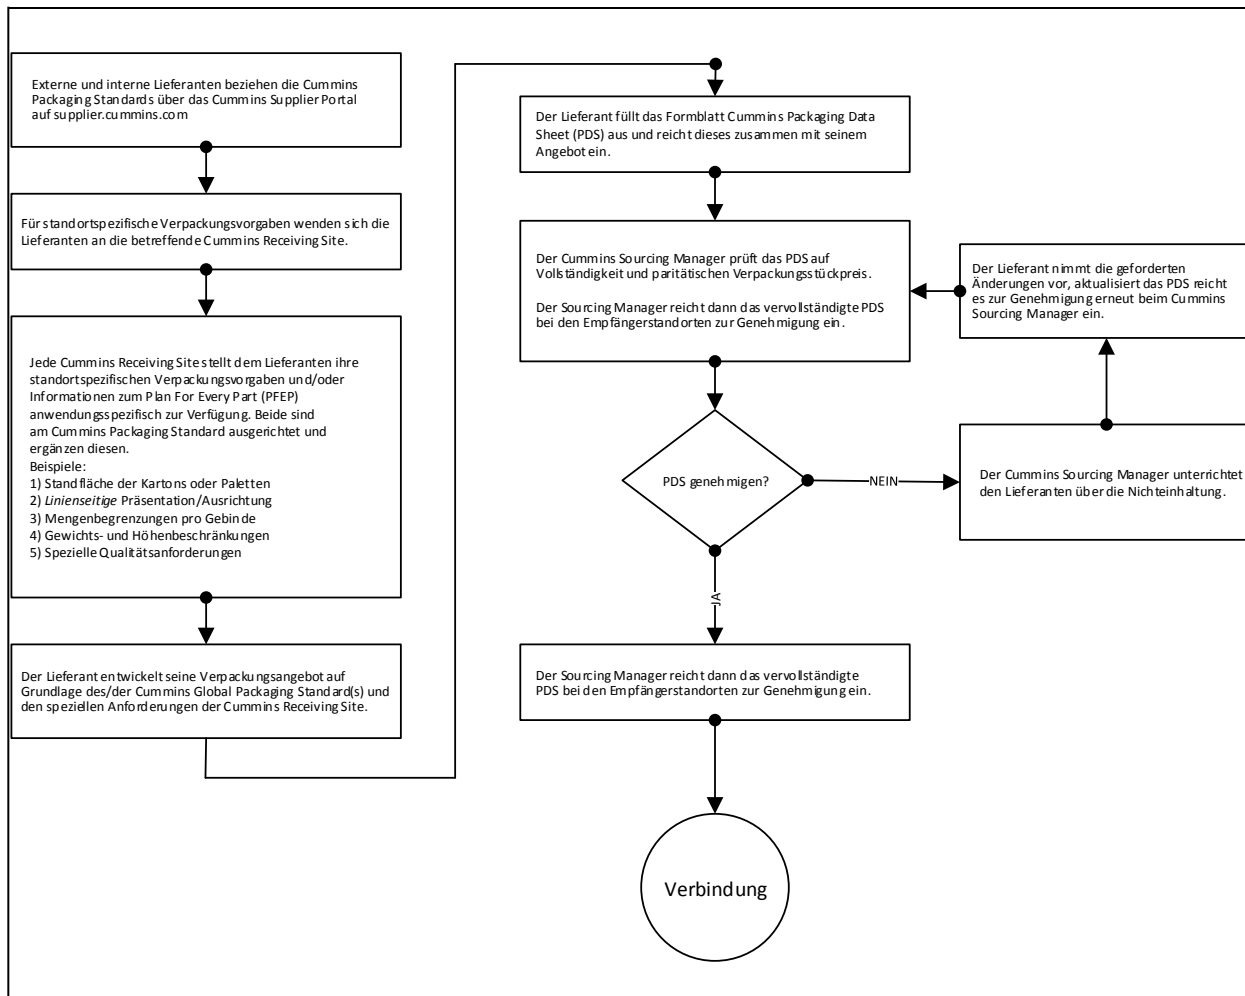 Externe und interne Lieferanten beziehen die Cummins
Packaging Standards über das Cummins Supplier Portal
auf supplier.cummins.com
Für standortspezifische Verpackungsvorgaben wenden sich die
Lieferanten an die betreffende Cummins Receiving Site.
Jede Cummins Receiving Site stellt dem Lieferanten ihre
standortspezifischen Verpackungsvorgaben und/oder
Informationen zum Plan For Every Part (PFEP)
anwendungsspezifisch zur Verfügung. Beide sind
am Cummins Packaging Standard ausgerichtet und
ergänzen diesen.
Beispiele:
1) Standfläche der Kartons oder Paletten
2) Linienseitige Präsentation/Ausrichtung
3) Mengenbegrenzungen pro Gebinde
4) Gewichts- und Höhenbeschränkungen
5) Spezielle Qualitätsanforderungen
Der Lieferant entwickelt seine Verpackungsangebot auf
Grundlage des/der Cummins Global Packaging Standard(s) und
den speziellen Anforderungen der Cummins Receiving Site.
Der Lieferant füllt das Formblatt Cummins Packaging Data
Sheet (PDS) aus und reicht dieses zusammen mit seinem
Angebot ein.
Der Cummins Sourcing Manager prüft das PDS auf
Vollständigkeit und paritätischen Verpackungsstückpreis.
Der Sourcing Manager reicht dann das vervollständigte PDS
bei den Empfängerstandorten zur Genehmigung ein.
Der Lieferant nimmt die geforderten
Änderungen vor, aktualisiert das PDS reicht
es zur Genehmigung erneut beim Cummins
Sourcing Manager ein.
PDS genehmigen?
NEIN
Der Cummins Sourcing Manager unterrichtet
den Lieferanten über die Nichteinhaltung.
JA
Der Sourcing Manager reicht dann das vervollständigte
PDS bei den Empfängerstandorten zur Genehmigung ein.
Verbindung